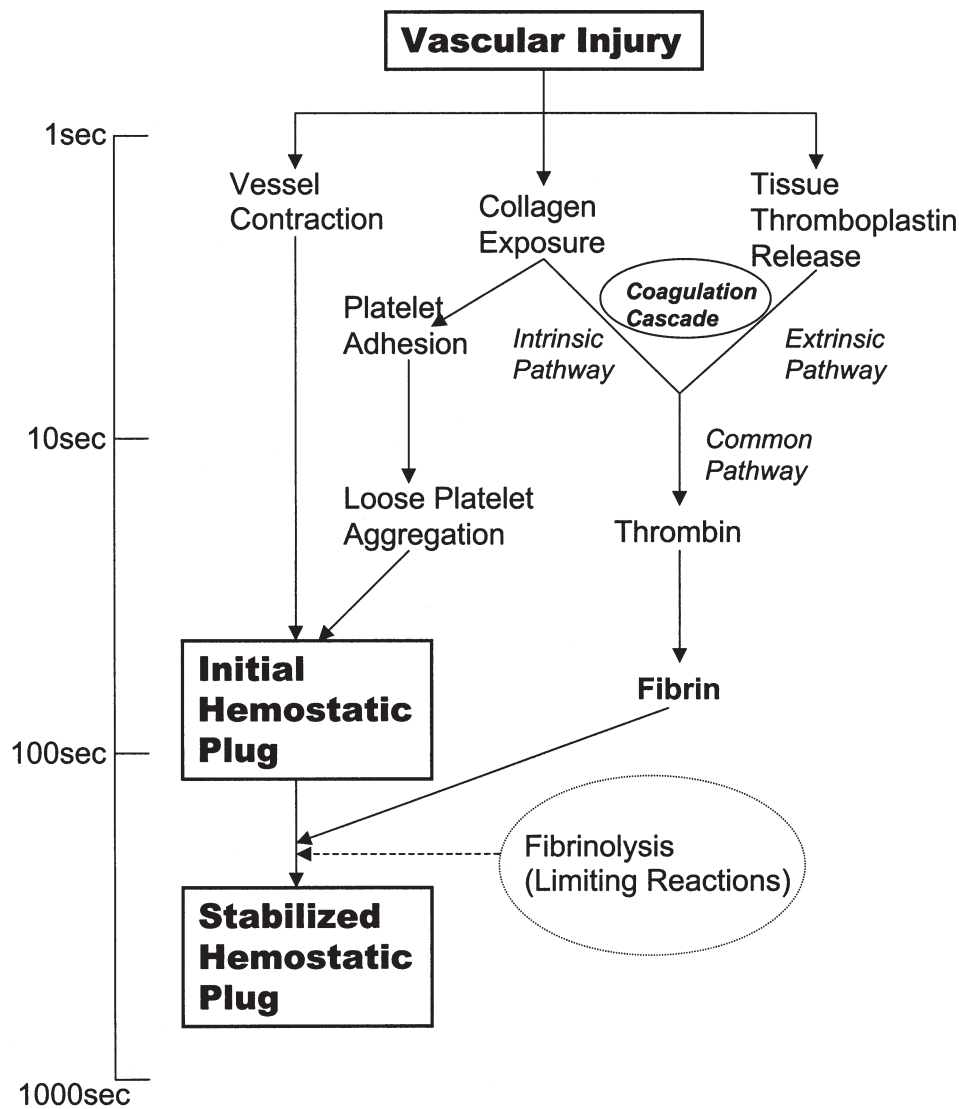 Vascular Injury
1sec
Vessel
Contraction
Collagen
Exposure
Tissue
Thromboplastin
Release
Coagulation
Cascade
Platelet
Adhesion
Intrinsic
Pathway
Extrinsic
Pathway
10sec
Common
Pathway
Loose Platelet
Aggregation
Thrombin
Initial
Hemostatic
Plug
Fibrin
100sec
Fibrinolysis
(Limiting Reactions)
Stabilized
Hemostatic
Plug
1000sec